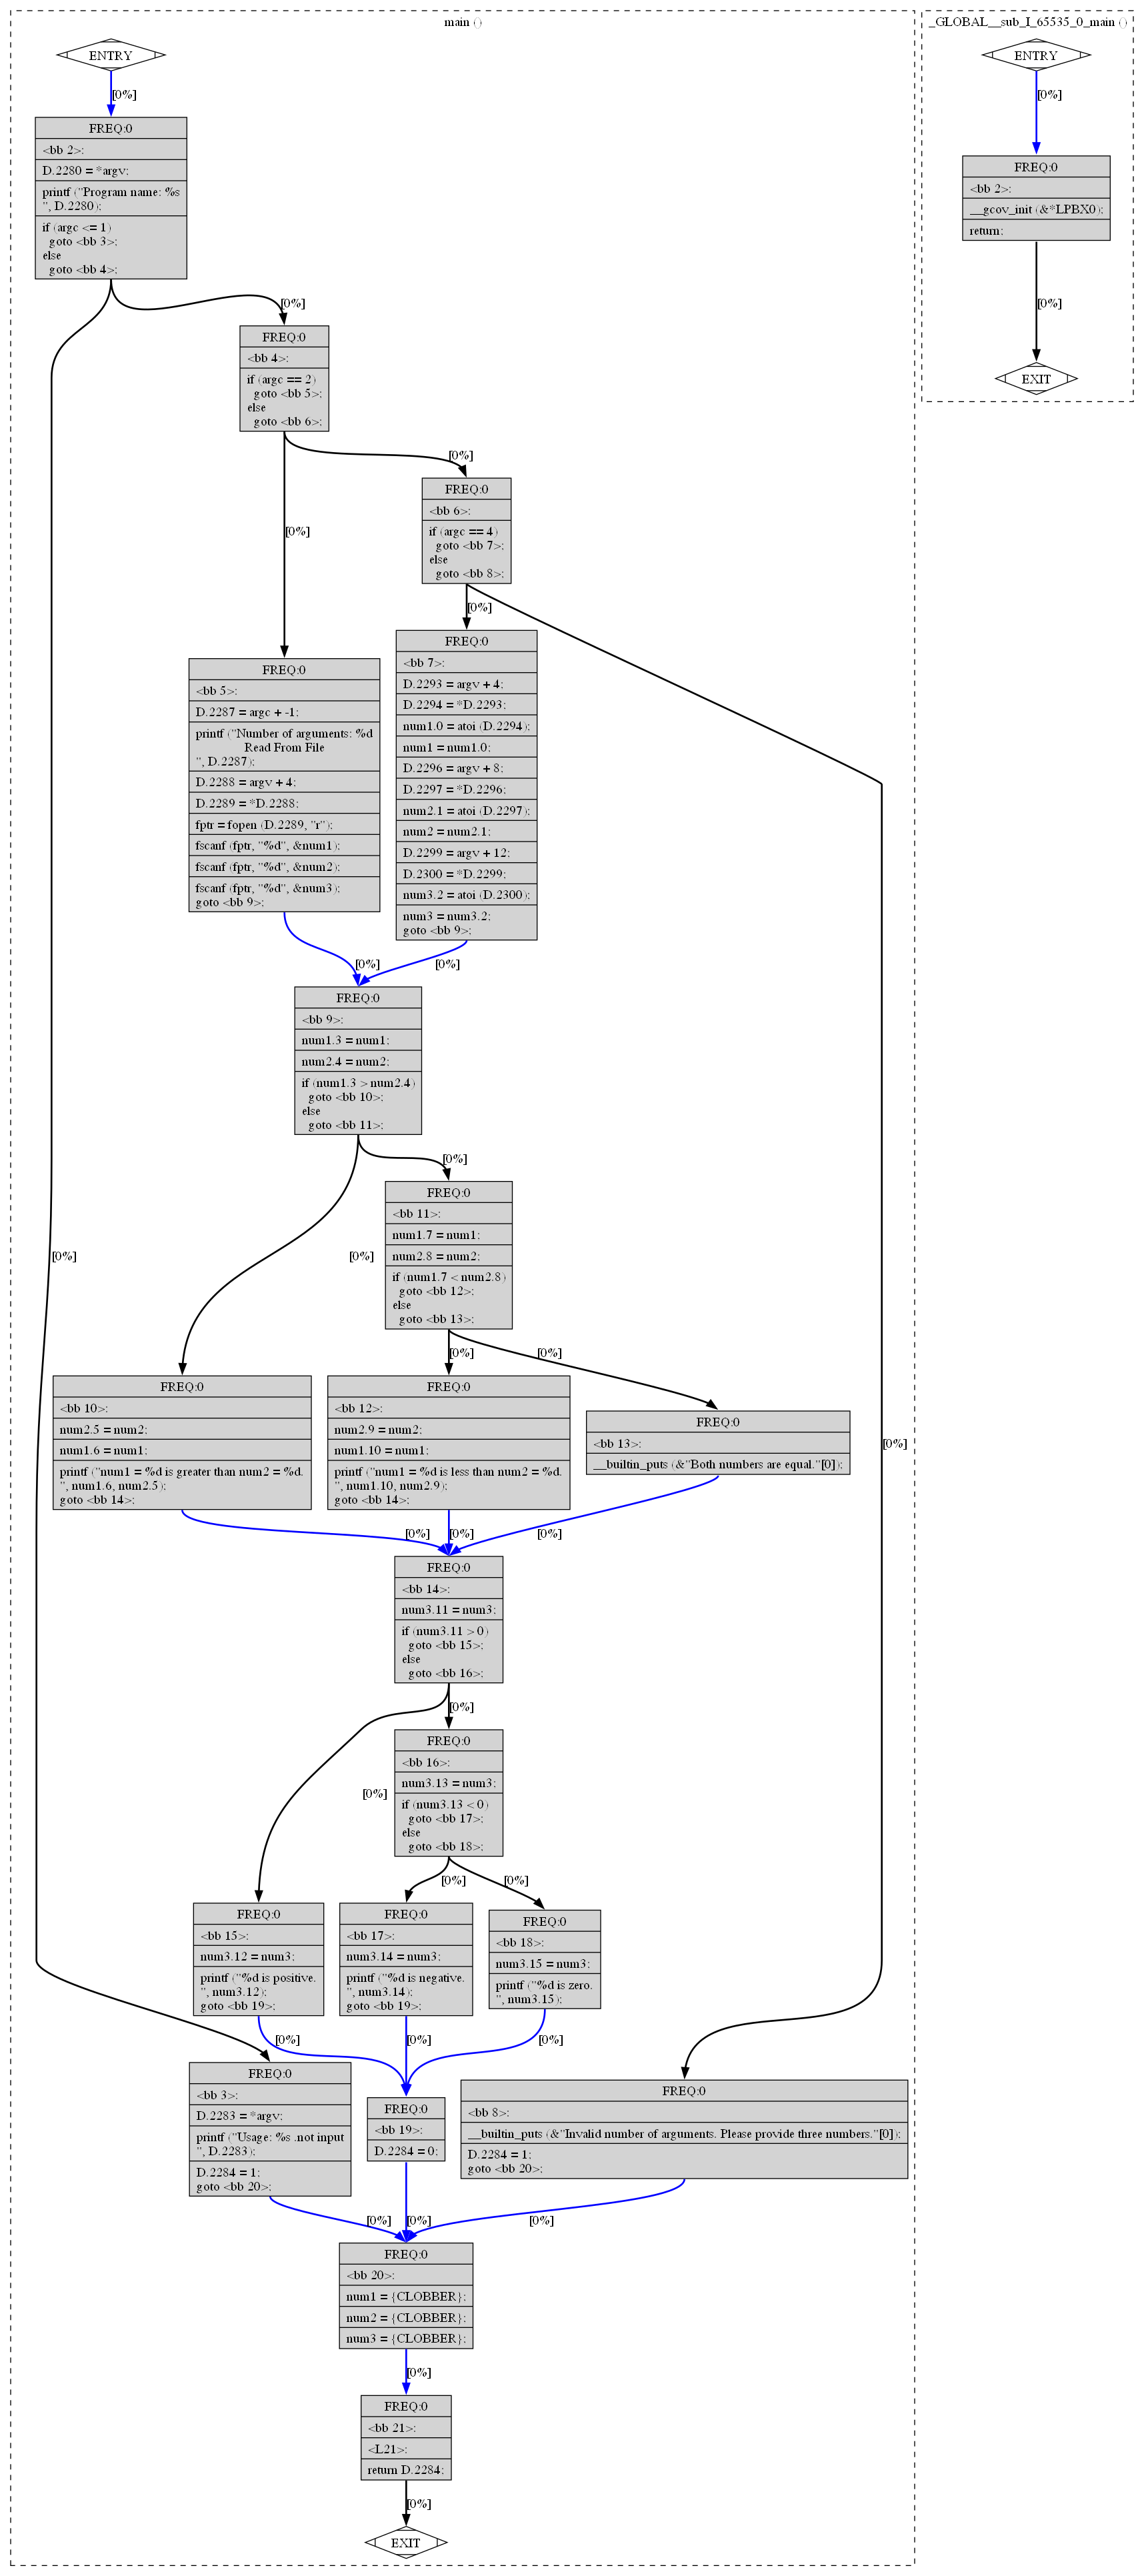 main ()
ENTRY
[0%]
FREQ:0
<bb 2>:
D.2280 = *argv;
printf ("Program name: %s
", D.2280);
if (argc <= 1)
goto <bb 3>;
else
goto <bb 4>;
[0%]
[0%]
FREQ:0
<bb 4>:
if (argc == 2)
goto <bb 5>;
else
goto <bb 6>;
[0%]
[0%]
FREQ:0
<bb 6>:
if (argc == 4)
goto <bb 7>;
else
goto <bb 8>;
[0%]
[0%]
FREQ:0
<bb 5>:
D.2287 = argc + -1;
printf ("Number of arguments: %d
Read From File
", D.2287);
D.2288 = argv + 4;
D.2289 = *D.2288;
fptr = fopen (D.2289, "r");
fscanf (fptr, "%d", &num1);
fscanf (fptr, "%d", &num2);
fscanf (fptr, "%d", &num3);
goto <bb 9>;
[0%]
FREQ:0
<bb 7>:
D.2293 = argv + 4;
D.2294 = *D.2293;
num1.0 = atoi (D.2294);
num1 = num1.0;
D.2296 = argv + 8;
D.2297 = *D.2296;
num2.1 = atoi (D.2297);
num2 = num2.1;
D.2299 = argv + 12;
D.2300 = *D.2299;
num3.2 = atoi (D.2300);
num3 = num3.2;
goto <bb 9>;
[0%]
FREQ:0
<bb 9>:
num1.3 = num1;
num2.4 = num2;
if (num1.3 > num2.4)
goto <bb 10>;
else
goto <bb 11>;
[0%]
[0%]
FREQ:0
<bb 11>:
num1.7 = num1;
num2.8 = num2;
if (num1.7 < num2.8)
goto <bb 12>;
else
goto <bb 13>;
[0%]
[0%]
FREQ:0
<bb 10>:
num2.5 = num2;
num1.6 = num1;
printf ("num1 = %d is greater than num2 = %d.
", num1.6, num2.5);
goto <bb 14>;
[0%]
FREQ:0
<bb 12>:
num2.9 = num2;
num1.10 = num1;
printf ("num1 = %d is less than num2 = %d.
", num1.10, num2.9);
goto <bb 14>;
[0%]
FREQ:0
<bb 13>:
__builtin_puts (&"Both numbers are equal."[0]);
[0%]
FREQ:0
<bb 14>:
num3.11 = num3;
if (num3.11 > 0)
goto <bb 15>;
else
goto <bb 16>;
[0%]
[0%]
FREQ:0
<bb 16>:
num3.13 = num3;
if (num3.13 < 0)
goto <bb 17>;
else
goto <bb 18>;
[0%]
[0%]
FREQ:0
<bb 15>:
num3.12 = num3;
printf ("%d is positive.
", num3.12);
goto <bb 19>;
[0%]
FREQ:0
<bb 17>:
num3.14 = num3;
printf ("%d is negative.
", num3.14);
goto <bb 19>;
[0%]
FREQ:0
<bb 18>:
num3.15 = num3;
printf ("%d is zero.
", num3.15);
[0%]
FREQ:0
<bb 3>:
D.2283 = *argv;
printf ("Usage: %s .not input
", D.2283);
D.2284 = 1;
goto <bb 20>;
[0%]
FREQ:0
<bb 19>:
D.2284 = 0;
[0%]
FREQ:0
<bb 8>:
__builtin_puts (&"Invalid number of arguments. Please provide three numbers."[0]);
D.2284 = 1;
goto <bb 20>;
[0%]
FREQ:0
<bb 20>:
num1 = {CLOBBER};
num2 = {CLOBBER};
num3 = {CLOBBER};
[0%]
FREQ:0
<bb 21>:
<L21>:
return D.2284;
[0%]
EXIT
_GLOBAL__sub_I_65535_0_main ()
ENTRY
[0%]
FREQ:0
<bb 2>:
__gcov_init (&*LPBX0);
return;
[0%]
EXIT